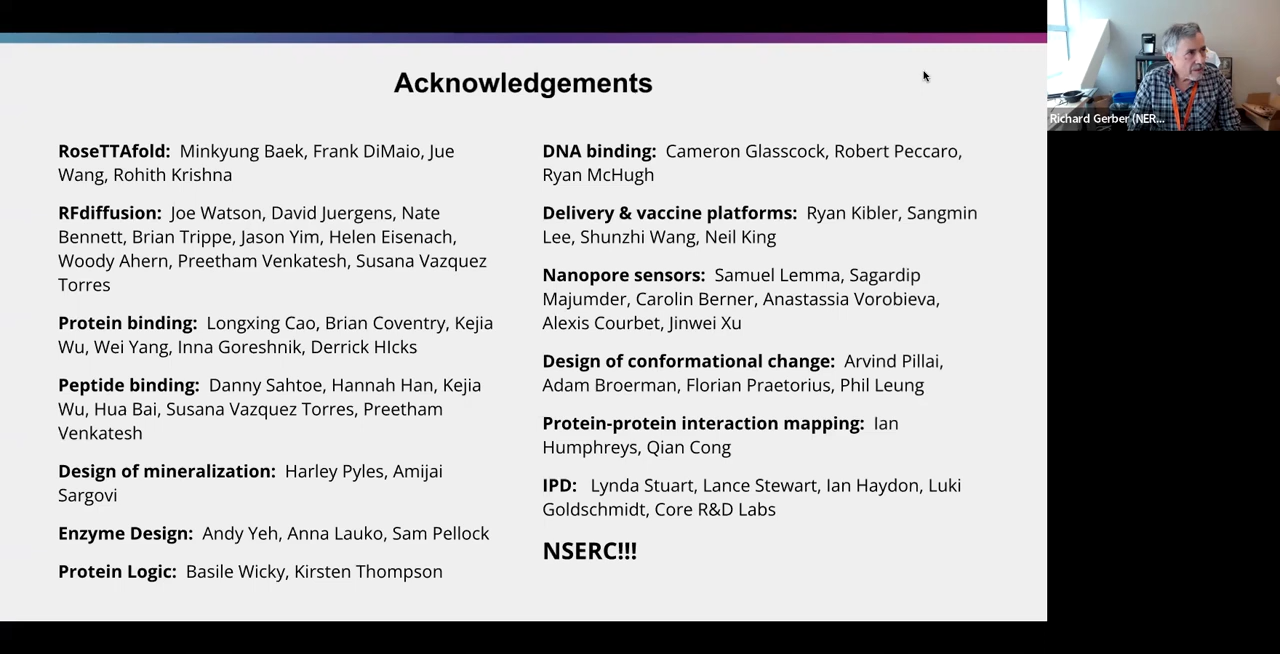 Acknowledgements
RoseTTAfold: Minkyung Baek, Frank DiMaio, Jue
Wang, Rohith Krishna
RFdiffusion: Joe Watson, David Juergens, Nate
Bennett, Brian Trippe, Jason Yim, Helen Eisenach,
Woody Ahern, Preetham Venkatesh, Susana Vazquez
Torres
Protein binding: Longxing Cao, Brian Coventry, Kejia
Wu, Wei Yang, Inna Goreshnik, Derrick HIcks
Peptide binding: Danny Sahtoe, Hannah Han, Kejia
Wu, Hua Bai, Susana Vazquez Torres, Preetham
Venkatesh
Design of mineralization: Harley Pyles, Amijai
Sargovi
Enzyme Design: Andy Yeh, Anna Lauko, Sam Pellock
Protein Logic: Basile Wicky, Kirsten Thompson
DNA binding: Cameron Glasscock, Robert Peccaro,
Ryan McHugh
Delivery & vaccine platforms: Ryan Kibler, Sangmin
Lee, Shunzhi Wang, Neil King
Nanopore sensors: Samuel Lemma, Sagardip
Majumder, Carolin Berner, Anastassia Vorobieva,
Alexis Courbet, Jinwei Xu
Design of conformational change: Arvind Pillai,
Adam Broerman, Florian Praetorius, Phil Leung
Protein-protein interaction mapping: Ian
Humphreys, Qian Cong
IPD: Lynda Stuart, Lance Stewart, Ian Haydon, Luki
Goldschmidt, Core R&D Labs
NSERC!!!
Richard Gerber (NER...